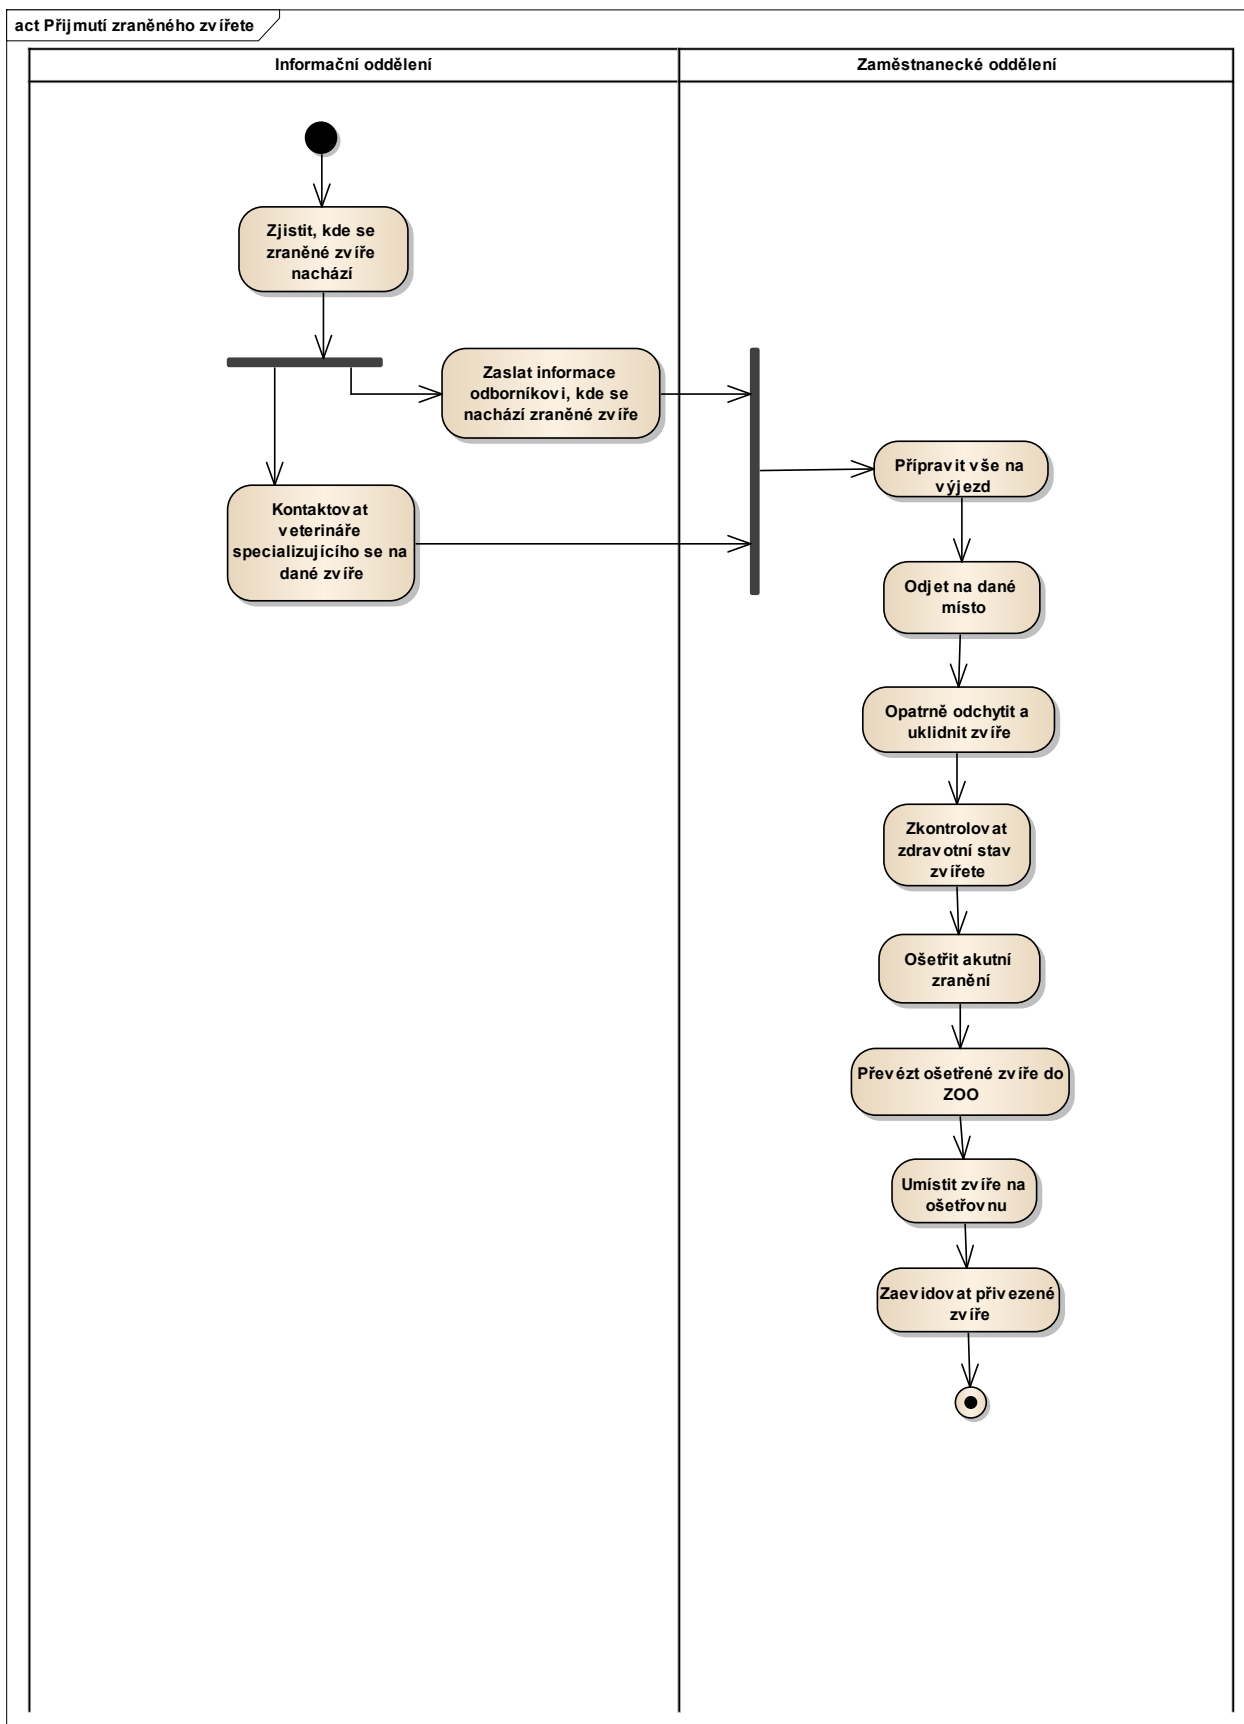 act Přijmutí zraněného zvířete
Informační oddělení
Zaměstnanecké oddělení
Zjistit, kde se
zraněné zvíře
nachází
Zaslat informace
odborníkovi, kde se
nachází zraněné zvíře
Kontaktovat
veterináře
specializujícího se na
dané zvíře
Přípravit vše na
výjezd
Odjet na dané
místo
Opatrně odchytit a
uklidnit zvíře
Zkontrolovat
zdravotní stav
zvířete
Ošetřit akutní
zranění
Převézt ošetřené zvíře do
ZOO
Umístit zvíře na
ošetřovnu
Zaevidovat přivezené
zvíře